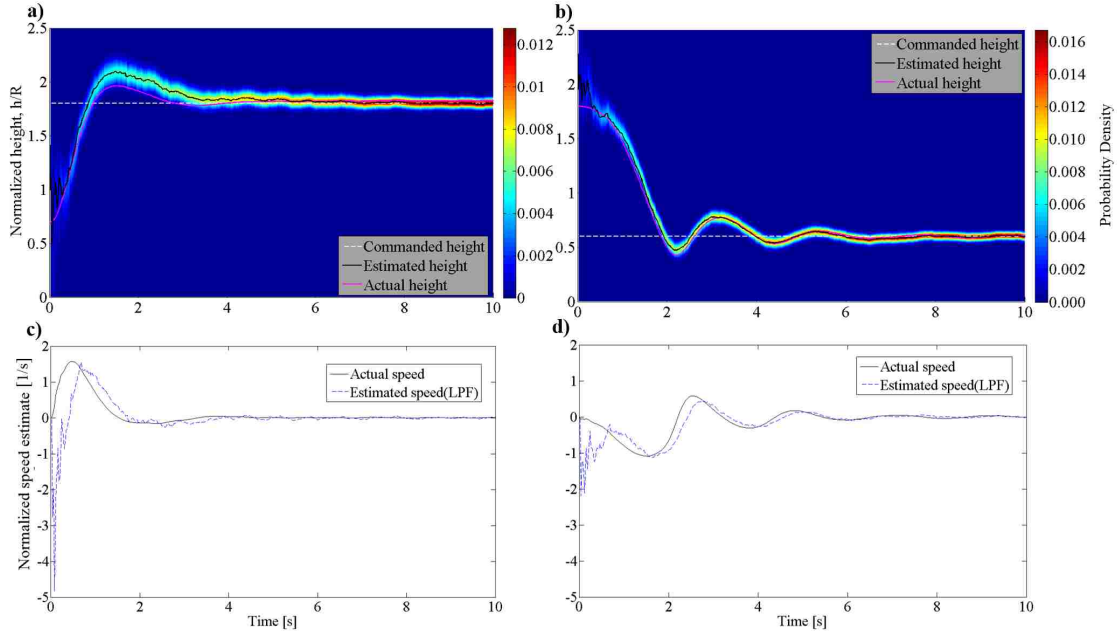 a)
b)
2.5
2
1.5
1
0.5
0
Normalized height, h/R
0 2 4 6 8 10
Commanded height
Estimated height
Actual height
0.012
0.01
0.008
0.006
0.004
0.002
0
2.5
2
1.5
1
0.5
0
0 2 4 6 8 10
Commanded height
Estimated height
Actual height
0.016
0.014
0.012
0.010
0.008
0.006
0.004
0.002
0.000
Probability Density
c)
d)
2
1
0
-1
-2
-3
-4
-5
Normalized speed estimate [1/s]
Actual speed
Estimated speed(LPF)
0 2 4 6 8 10
Time [s]
2
1
0
-1
-2
-3
-4
-5
Actual speed
Estimated speed(LPF)
0 2 4 6 8 10
Time [s]